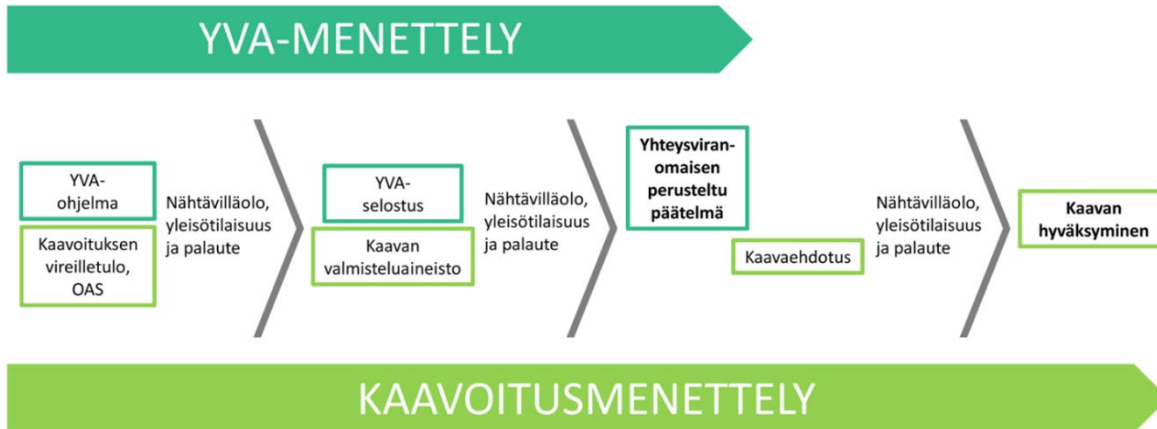 YVA-MENETTELY
YVA-
ohjelma
Kaavoituksen
vireilletulo,
OAS
Nähtävilläolo,
yleisötilaisuus
ja palaute
YVA-
selostus
Kaavan
valmisteluaineisto
Nähtävilläolo,
yleisötilaisuus
ja palaute
Yhteysviran-
omaisen
perusteltu
päätelmä
Kaavaehdotus
Nähtävilläolo,
yleisötilaisuus
ja palaute
Kaavan
hyväksyminen
KAAVOITUSMENETTELY